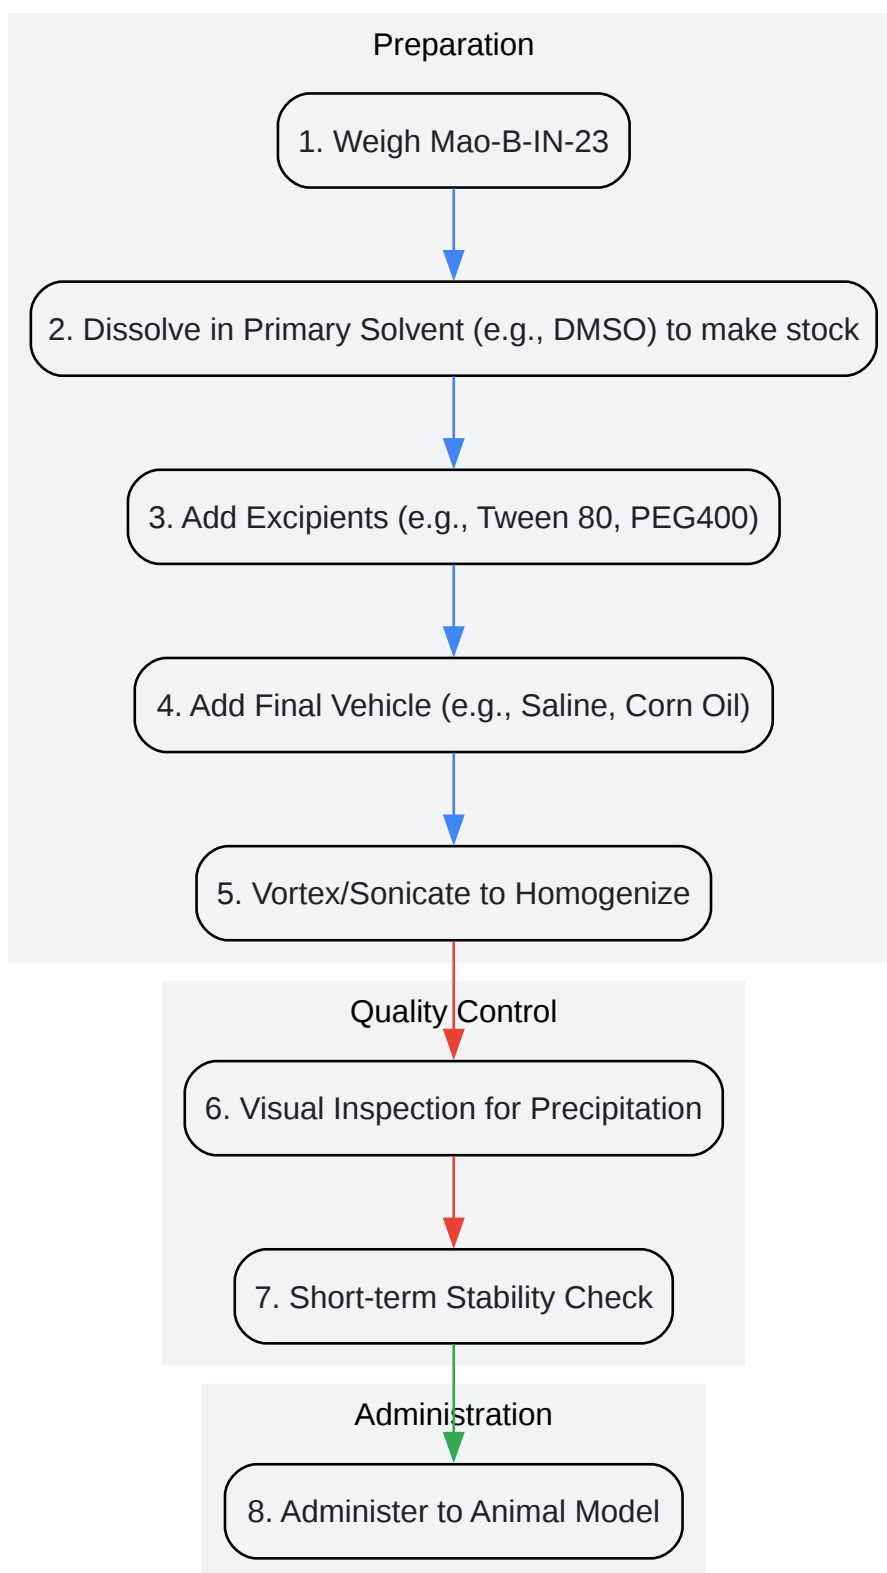 Preparation
1. Weigh Mao-B-IN-23
2. Dissolve in Primary Solvent (e.g., DMSO) to make stock
3. Add Excipients (e.g., Tween 80, PEG400)
4. Add Final Vehicle (e.g., Saline, Corn Oil)
5. Vortex/Sonicate to Homogenize
Quality Control
6. Visual Inspection for Precipitation
7. Short-term Stability Check
Administration
8. Administer to Animal Model